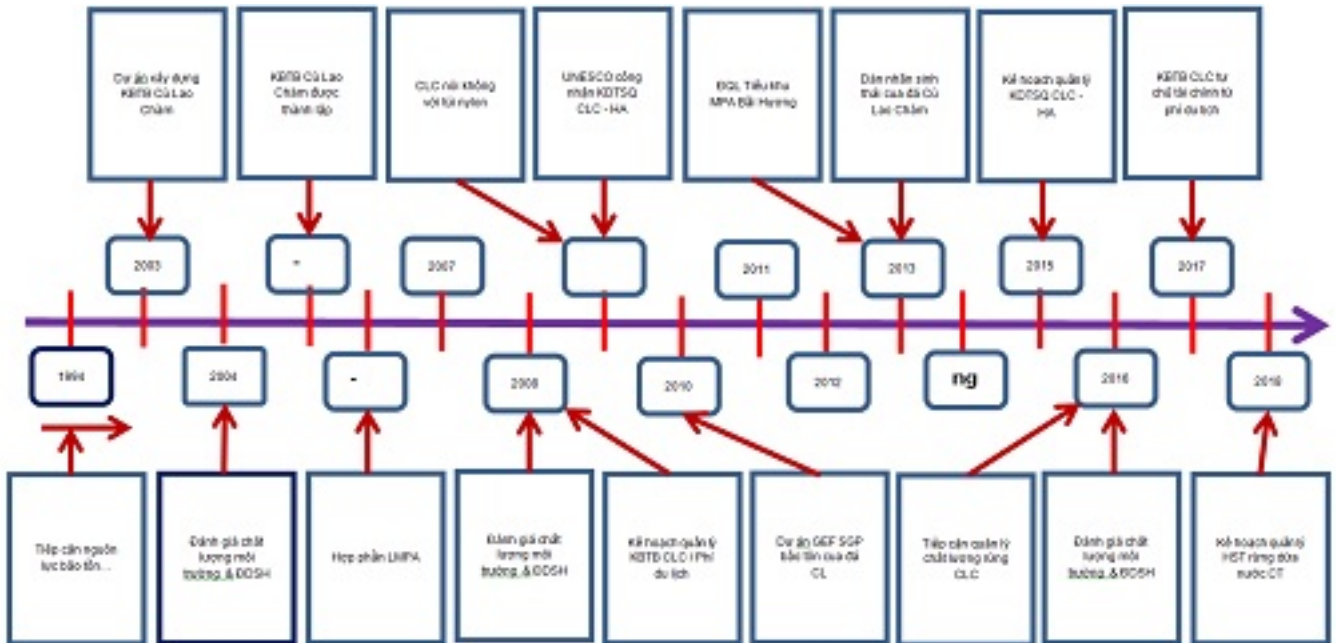 Dự án xây dựng
KBTB Cù Lao
Chàm
KBTB Cù Lao
Chàm được
thành lập
CLC nói không
với túi nylon
UNESCO công
nhận KDTSQ
CLC - HA
BQL Tiểu khu
MPA Bãi Hương
Dán nhãn sinh
thái cua đá Cù
Lao Chàm
Kế hoạch quản lý
KDTSQ CLC -
HA
KBTB CLC tự
chủ tài chính từ
phí du lịch
2003
-
2007
2011
2013
2015
2017
1994
2004
-
2008
2010
2012
ng
2016
2018
Tiếp cận nguồn
lực bảo tồn...
Đánh giá chất
lượng môi
trường & ĐDSH
Hợp phần LMPA
Đánh giá chất
lượng môi
trường & ĐDSH
Kế hoạch quản lý
KBTB CLC / Phí
du lịch
Dự án GEF SGP
bảo tồn cua đá
CL
Tiếp cận quản lý
chất lượng rừng
CLC
Đánh giá chất
lượng môi
trường & ĐDSH
Kế hoạch quản lý
HST rừng dừa
nước CT